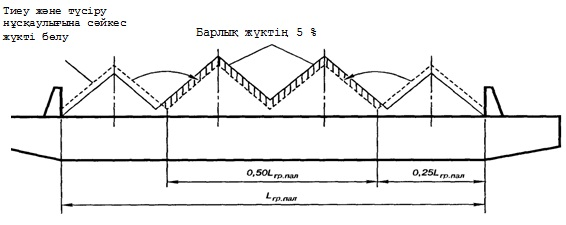 Тиеу және түсіру
нұсқаулығына сәйкес
жүкті бөлу
Барлық жүктің 5 %
0,50Lгр.пал
0,25Lгр.пал
Lгр.пал